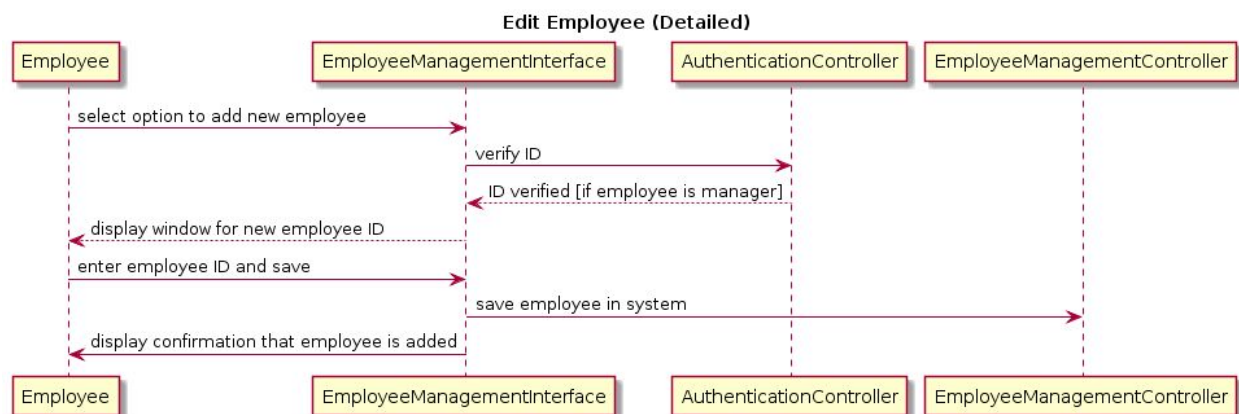 Edit Employee (Detailed)
Employee
EmployeeManagementInterface
AuthenticationController
EmployeeManagementController
select option to add new employee
verify ID
ID verified [if employee is manager]
display window for new employee ID
enter employee ID and save
save employee in system
display confirmation that employee is added
Employee
EmployeeManagementInterface
AuthenticationController
EmployeeManagementController